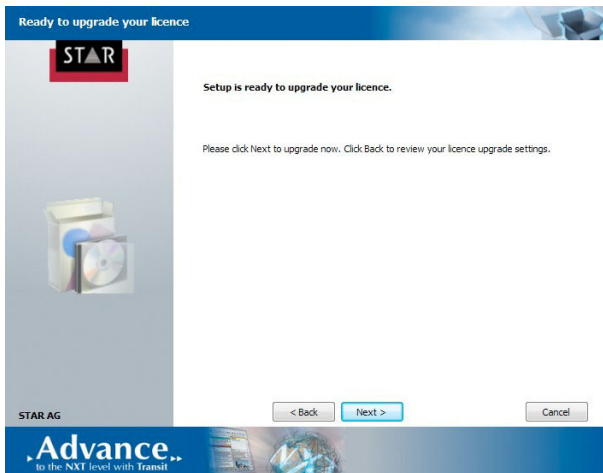 Ready to upgrade your licence
STAR
Setup is ready to upgrade your licence.
Please click Next to upgrade now. Click Back to review your licence upgrade settings.
STAR AG
< Back
Next >
Cancel
Advance
to the NXT level with Transit